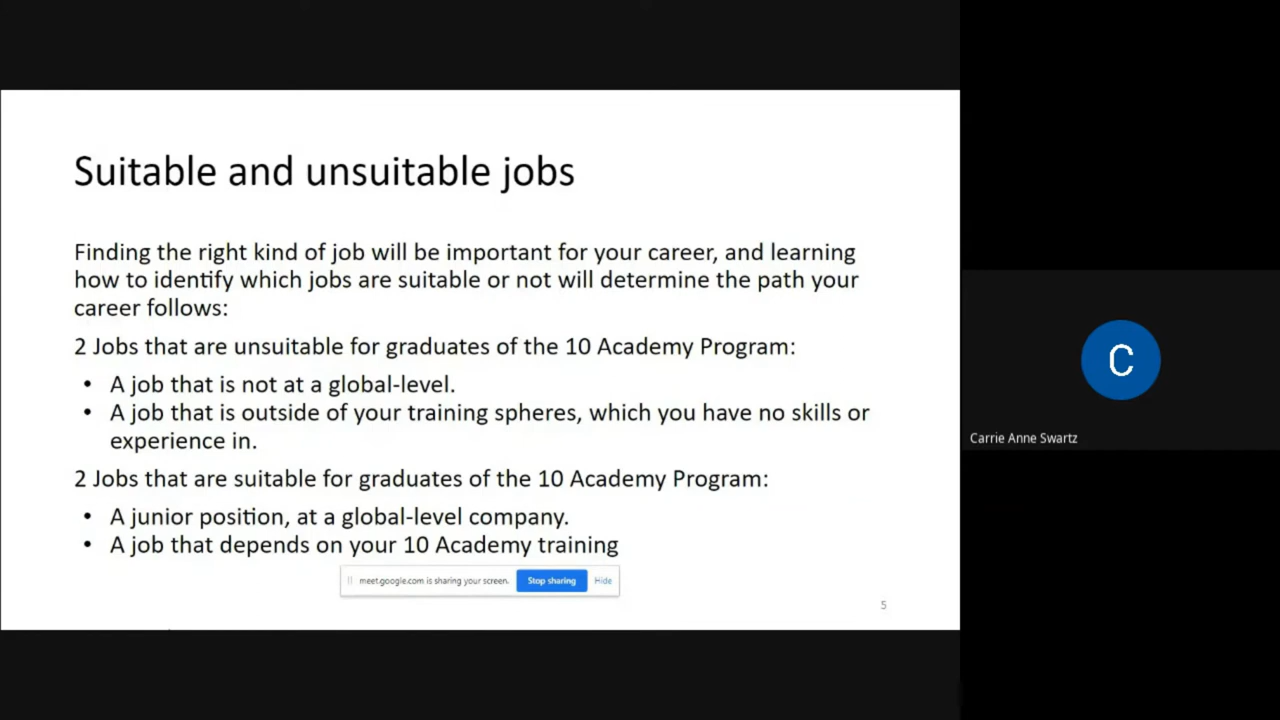 Suitable and unsuitable jobs
Finding the right kind of job will be important for your career, and learning
how to identify which jobs are suitable or not will determine the path your
career follows:
2 Jobs that are unsuitable for graduates of the 10 Academy Program:
• A job that is not at a global-level.
• A job that is outside of your training spheres, which you have no skills or
experience in.
2 Jobs that are suitable for graduates of the 10 Academy Program:
• A junior position, at a global-level company.
• A job that depends on your 10 Academy training
meet.google.com is sharing your screen. Stop sharing Hide
5
C
Carrie Anne Swartz